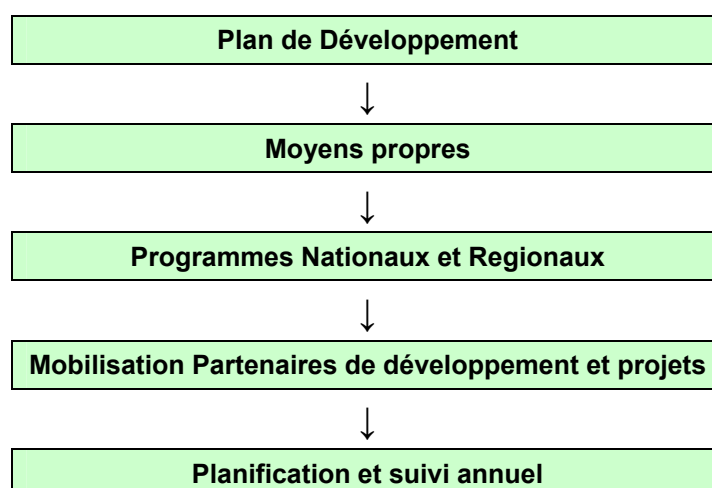 Plan de Développement
↓
Moyens propres
↓
Programmes Nationaux et Regionaux
↓
Mobilisation Partenaires de développement et projets
↓
Planification et suivi annuel